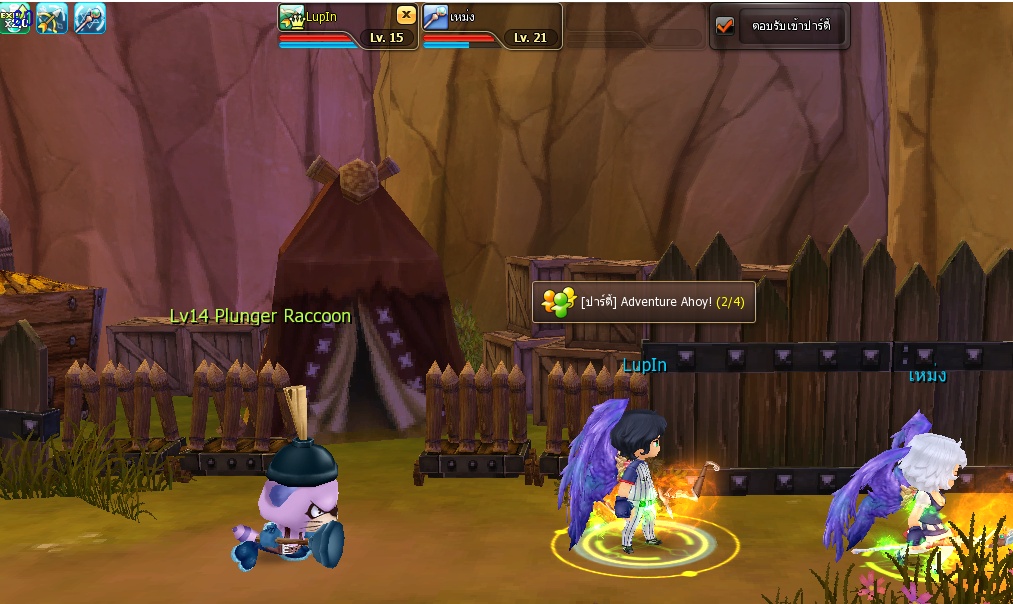 LupIn
Lv. 15
เหม่ง
Lv. 21
ตอบรับเข้าปาร์ตี้
Lv14 Plunger Raccoon
[ปาร์ตี้] Adventure Ahoy! (2/4)
LupIn
เหม่ง